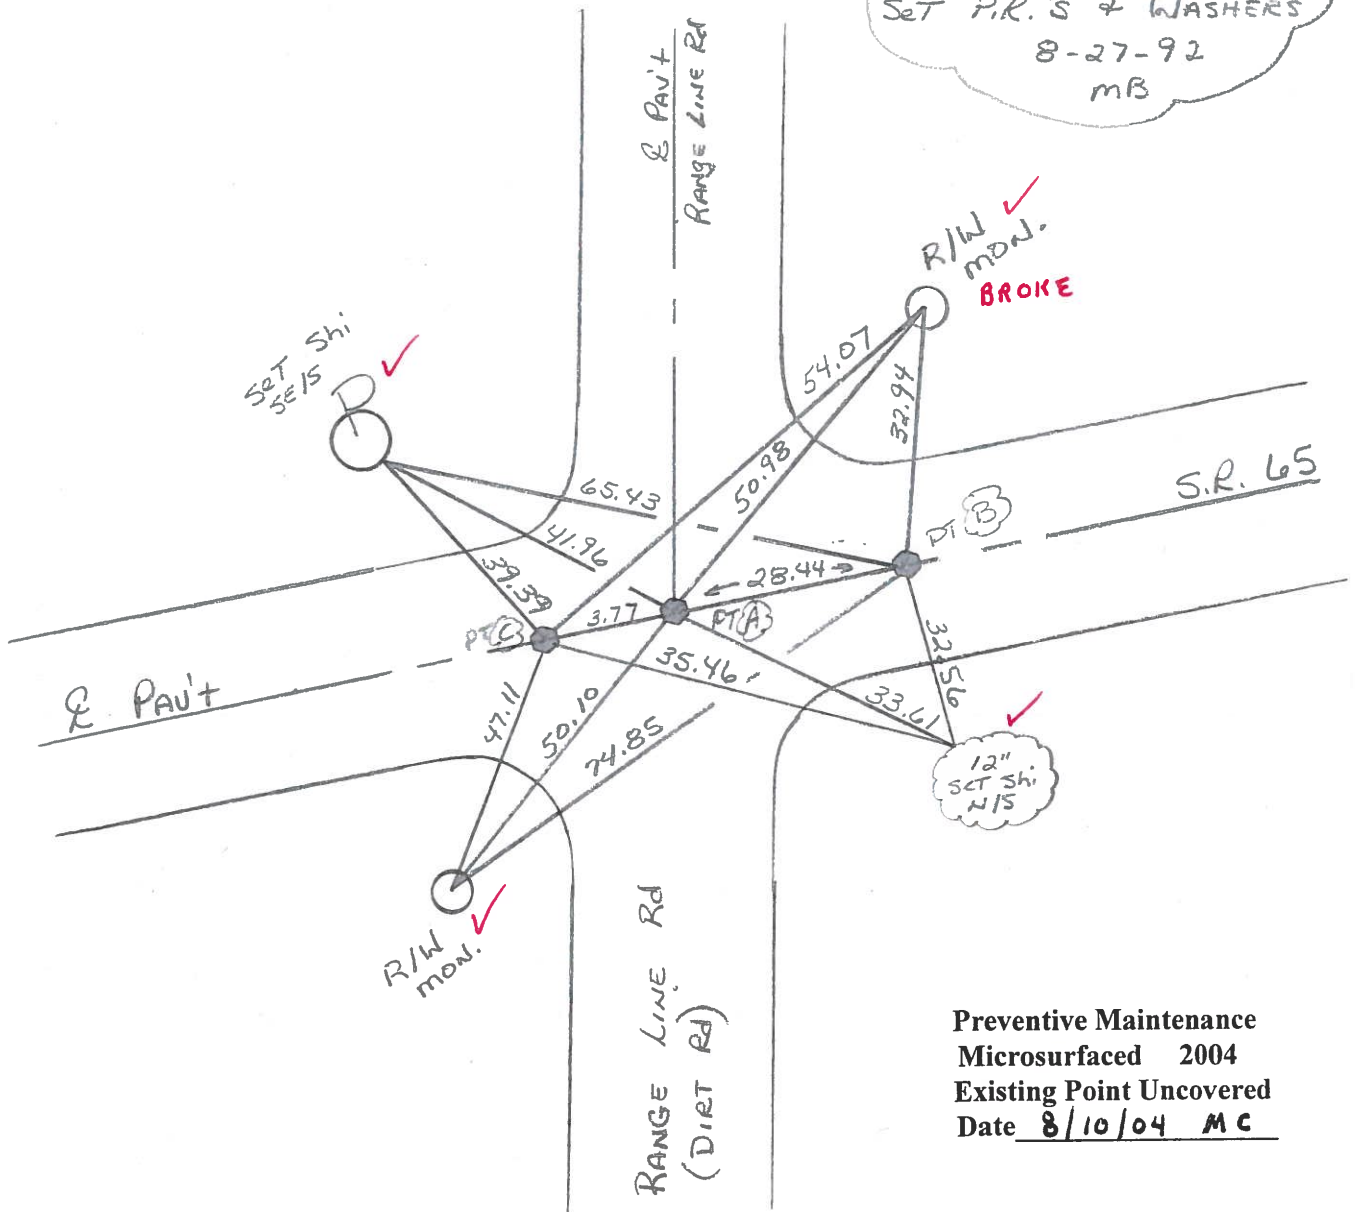 SET P.K.'S & WASHERS
8-27-92
MB
℄ PAV't
RANGE LINE Rd
R/W
MON.
BROKE
SET Shi
SE/S
54.07
32.94
50.98
65.43
41.96
39.39
S.R. 65
PT B
28.44
3.77
PT A
PT C
35.46
32.56
33.61
℄ PAV't
47.11
50.10
74.85
12"
SET Shi
N/S
R/W
MON.
RANGE LINE Rd
(DIRT Rd)
Preventive Maintenance
Microsurfaced 2004
Existing Point Uncovered
Date 8/10/04 MC